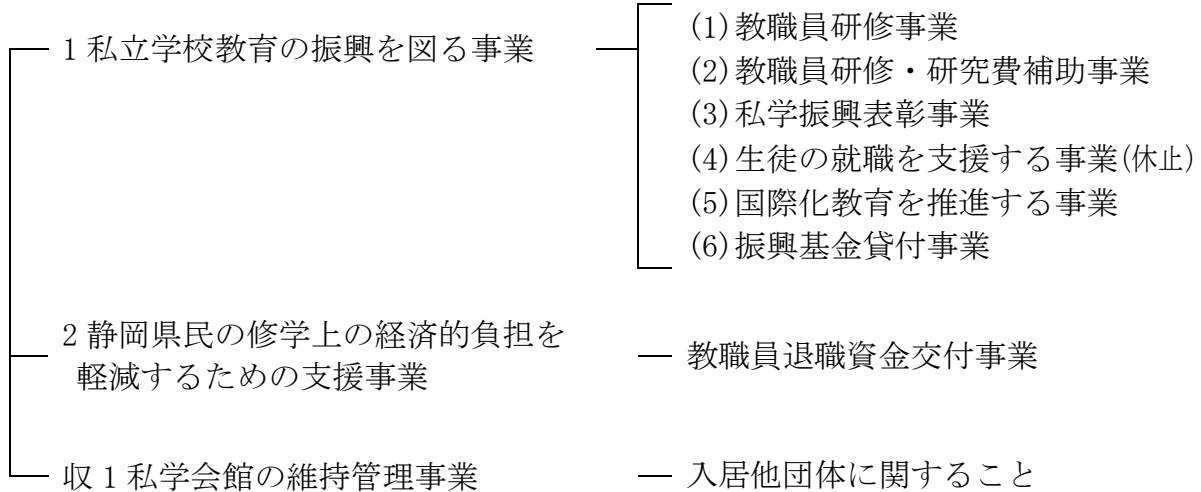 1 私立学校教育の振興を図る事業
(1)教職員研修事業
(2)教職員研修・研究費補助事業
(3)私学振興表彰事業
(4)生徒の就職を支援する事業(休止)
(5)国際化教育を推進する事業
(6)振興基金貸付事業
2 静岡県民の修学上の経済的負担を
軽減するための支援事業
教職員退職資金交付事業
収 1 私学会館の維持管理事業
入居他団体に関すること